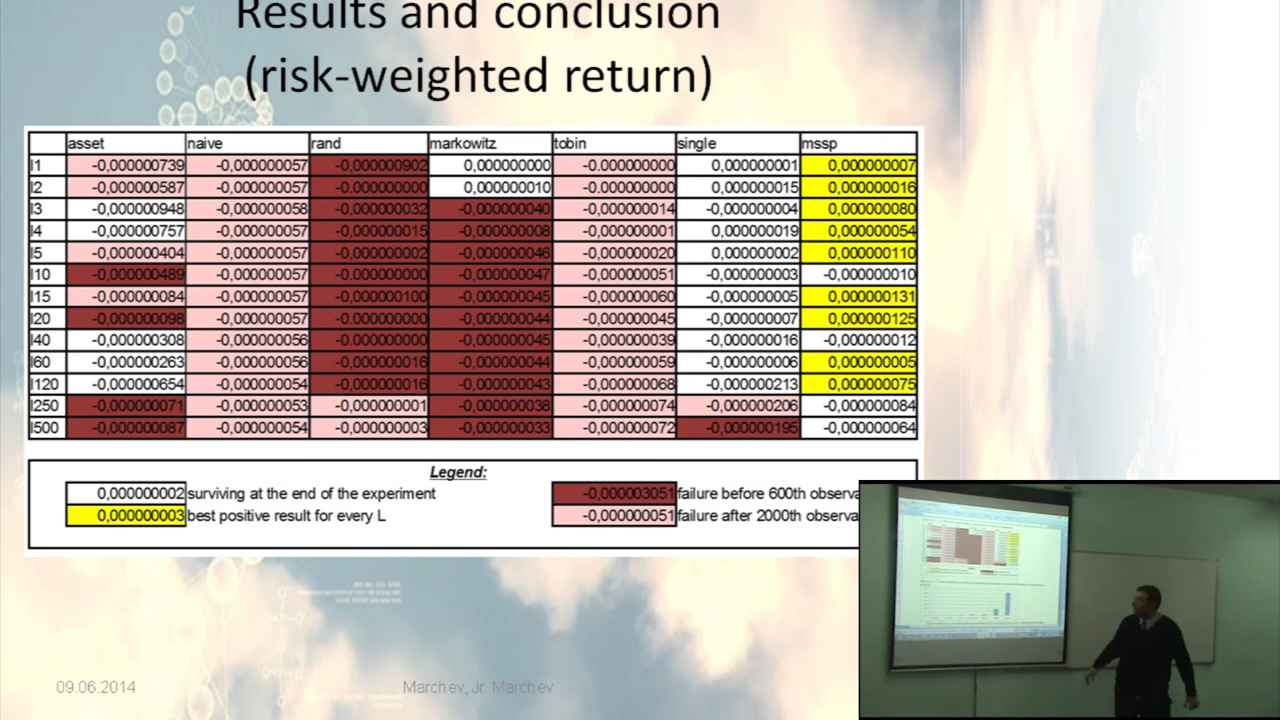 Results and conclusion
(risk-weighted return)
asset naive rand markowitz tobin single mssp
l1 -0,000000739 -0,000000057 -0,000000902 0,000000000 -0.000000000 0,000000001 0,000000007
l2 -0,000000587 -0,000000057 -0,000000000 0,000000010 -0,000000000 0,000000015 0,000000016
l3 -0,000000948 -0,000000058 -0,000000032 -0,000000040 -0,000000014 -0,000000004 0,000000080
l4 -0,000000757 -0,000000057 -0,000000015 -0,000000008 -0,000000001 0,000000019 0,000000054
l5 -0,000000404 -0,000000057 -0,000000002 -0,000000046 -0,000000020 0,000000002 0,000000110
l10 -0,000000489 -0,000000057 -0,000000000 -0,000000047 -0,000000051 -0,000000003 -0,000000010
l15 -0,000000084 -0,000000057 -0,000000100 -0,000000045 -0,000000060 -0,000000005 0,000000131
l20 -0,000000098 -0,000000057 -0.000000000 -0,000000044 -0,000000045 -0,000000007 0,000000125
l40 -0,000000308 -0,000000056 -0.000000000 -0,000000045 -0,000000039 -0,000000016 -0,000000012
l60 -0,000000263 -0,000000056 -0,000000016 -0,000000044 -0,000000059 -0,000000006 0,000000005
l120 -0,000000654 -0,000000054 -0,000000016 -0,000000043 -0,000000068 -0,000000213 0,000000075
l250 -0,000000071 -0,000000053 -0,000000001 -0,000000038 -0,000000074 -0,000000206 -0,000000084
l500 -0,000000087 -0,000000054 -0,000000003 -0,000000033 -0,000000072 -0,000000195 -0,000000064
Legend:
0,000000002 surviving at the end of the experiment -0,000003051 failure before 600th observa
0,000000003 best positive result for every L -0,000000051 failure after 2000th observa
09.06.2014 Marchev, Jr. Marchev